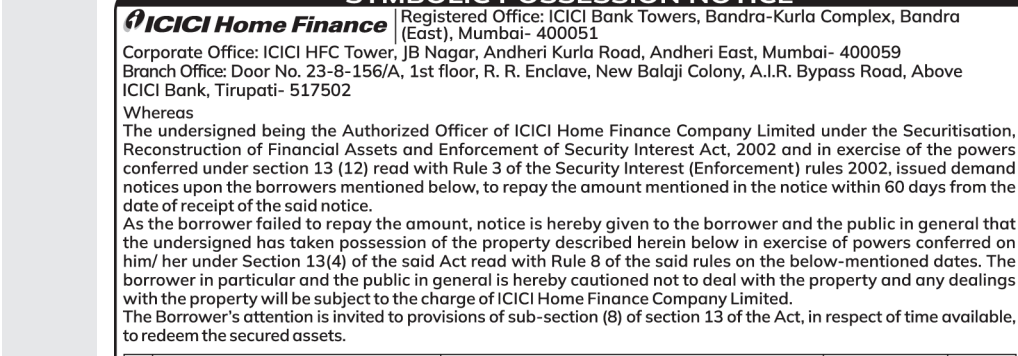 SYMBOLIC POSSESSION NOTICE
ICICI Home Finance
Registered Office: ICICI Bank Towers, Bandra-Kurla Complex, Bandra
(East), Mumbai- 400051
Corporate Office: ICICI HFC Tower, JB Nagar, Andheri Kurla Road, Andheri East, Mumbai- 400059
Branch Office: Door No. 23-8-156/A, 1st floor, R. R. Enclave, New Balaji Colony, A.I.R. Bypass Road, Above
ICICI Bank, Tirupati- 517502
Whereas
The undersigned being the Authorized Officer of ICICI Home Finance Company Limited under the Securitisation,
Reconstruction of Financial Assets and Enforcement of Security Interest Act, 2002 and in exercise of the powers
conferred under section 13 (12) read with Rule 3 of the Security Interest (Enforcement) rules 2002, issued demand
notices upon the borrowers mentioned below, to repay the amount mentioned in the notice within 60 days from the
date of receipt of the said notice.
As the borrower failed to repay the amount, notice is hereby given to the borrower and the public in general that
the undersigned has taken possession of the property described herein below in exercise of powers conferred on
him/ her under Section 13(4) of the said Act read with Rule 8 of the said rules on the below-mentioned dates. The
borrower in particular and the public in general is hereby cautioned not to deal with the property and any dealings
with the property will be subject to the charge of ICICI Home Finance Company Limited.
The Borrower's attention is invited to provisions of sub-section (8) of section 13 of the Act, in respect of time available,
to redeem the secured assets.